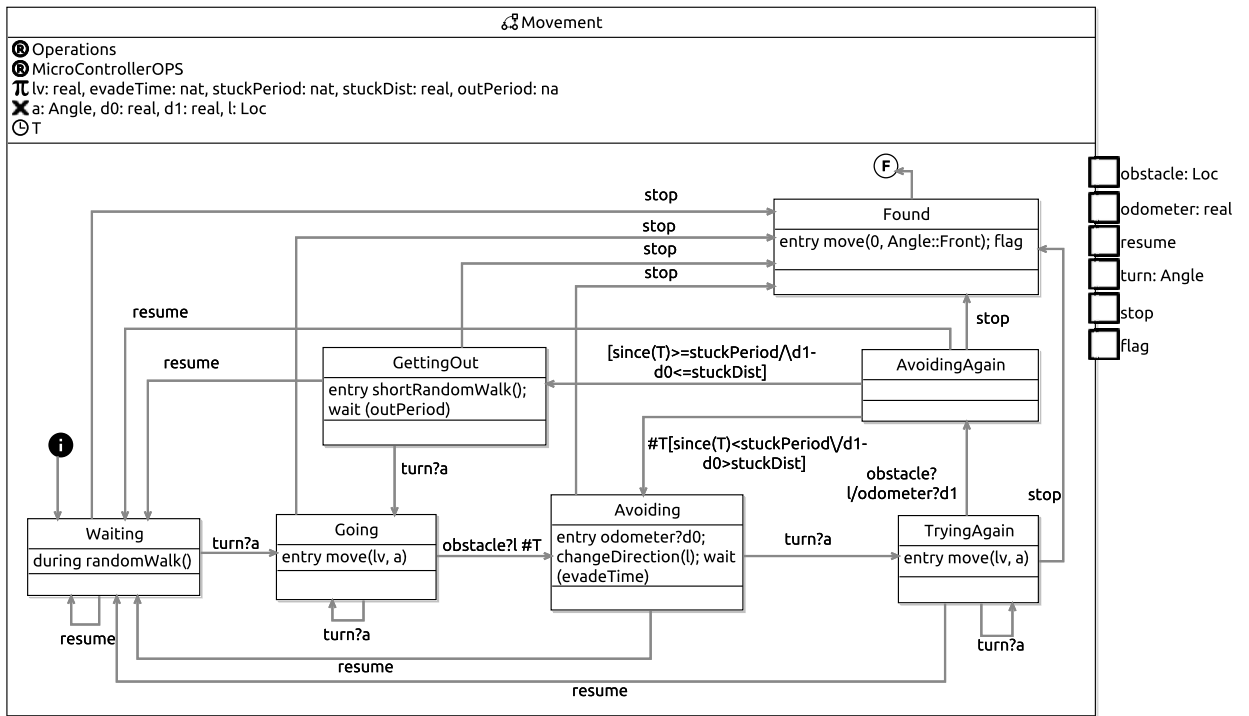 Movement
R Operations
R MicroControllerOPS
π lv: real, evadeTime: nat, stuckPeriod: nat, stuckDist: real, outPeriod: na
X a: Angle, d0: real, d1: real, l: Loc
T
F
obstacle: Loc
odometer: real
resume
turn: Angle
stop
flag
stop
stop
stop
stop
Found
entry move(0, Angle::Front); flag
resume
stop
resume
GettingOut
entry shortRandomWalk();
wait (outPeriod)
[since(T)>=stuckPeriod/\d1-
d0<=stuckDist]
AvoidingAgain
#T[since(T)<stuckPeriod\/d1-
d0>stuckDist]
i
turn?a
obstacle?
l/odometer?d1
stop
Waiting
during randomWalk()
turn?a
Going
entry move(lv, a)
obstacle?l #T
Avoiding
entry odometer?d0;
changeDirection(l); wait
(evadeTime)
turn?a
TryingAgain
entry move(lv, a)
resume
turn?a
turn?a
resume
resume